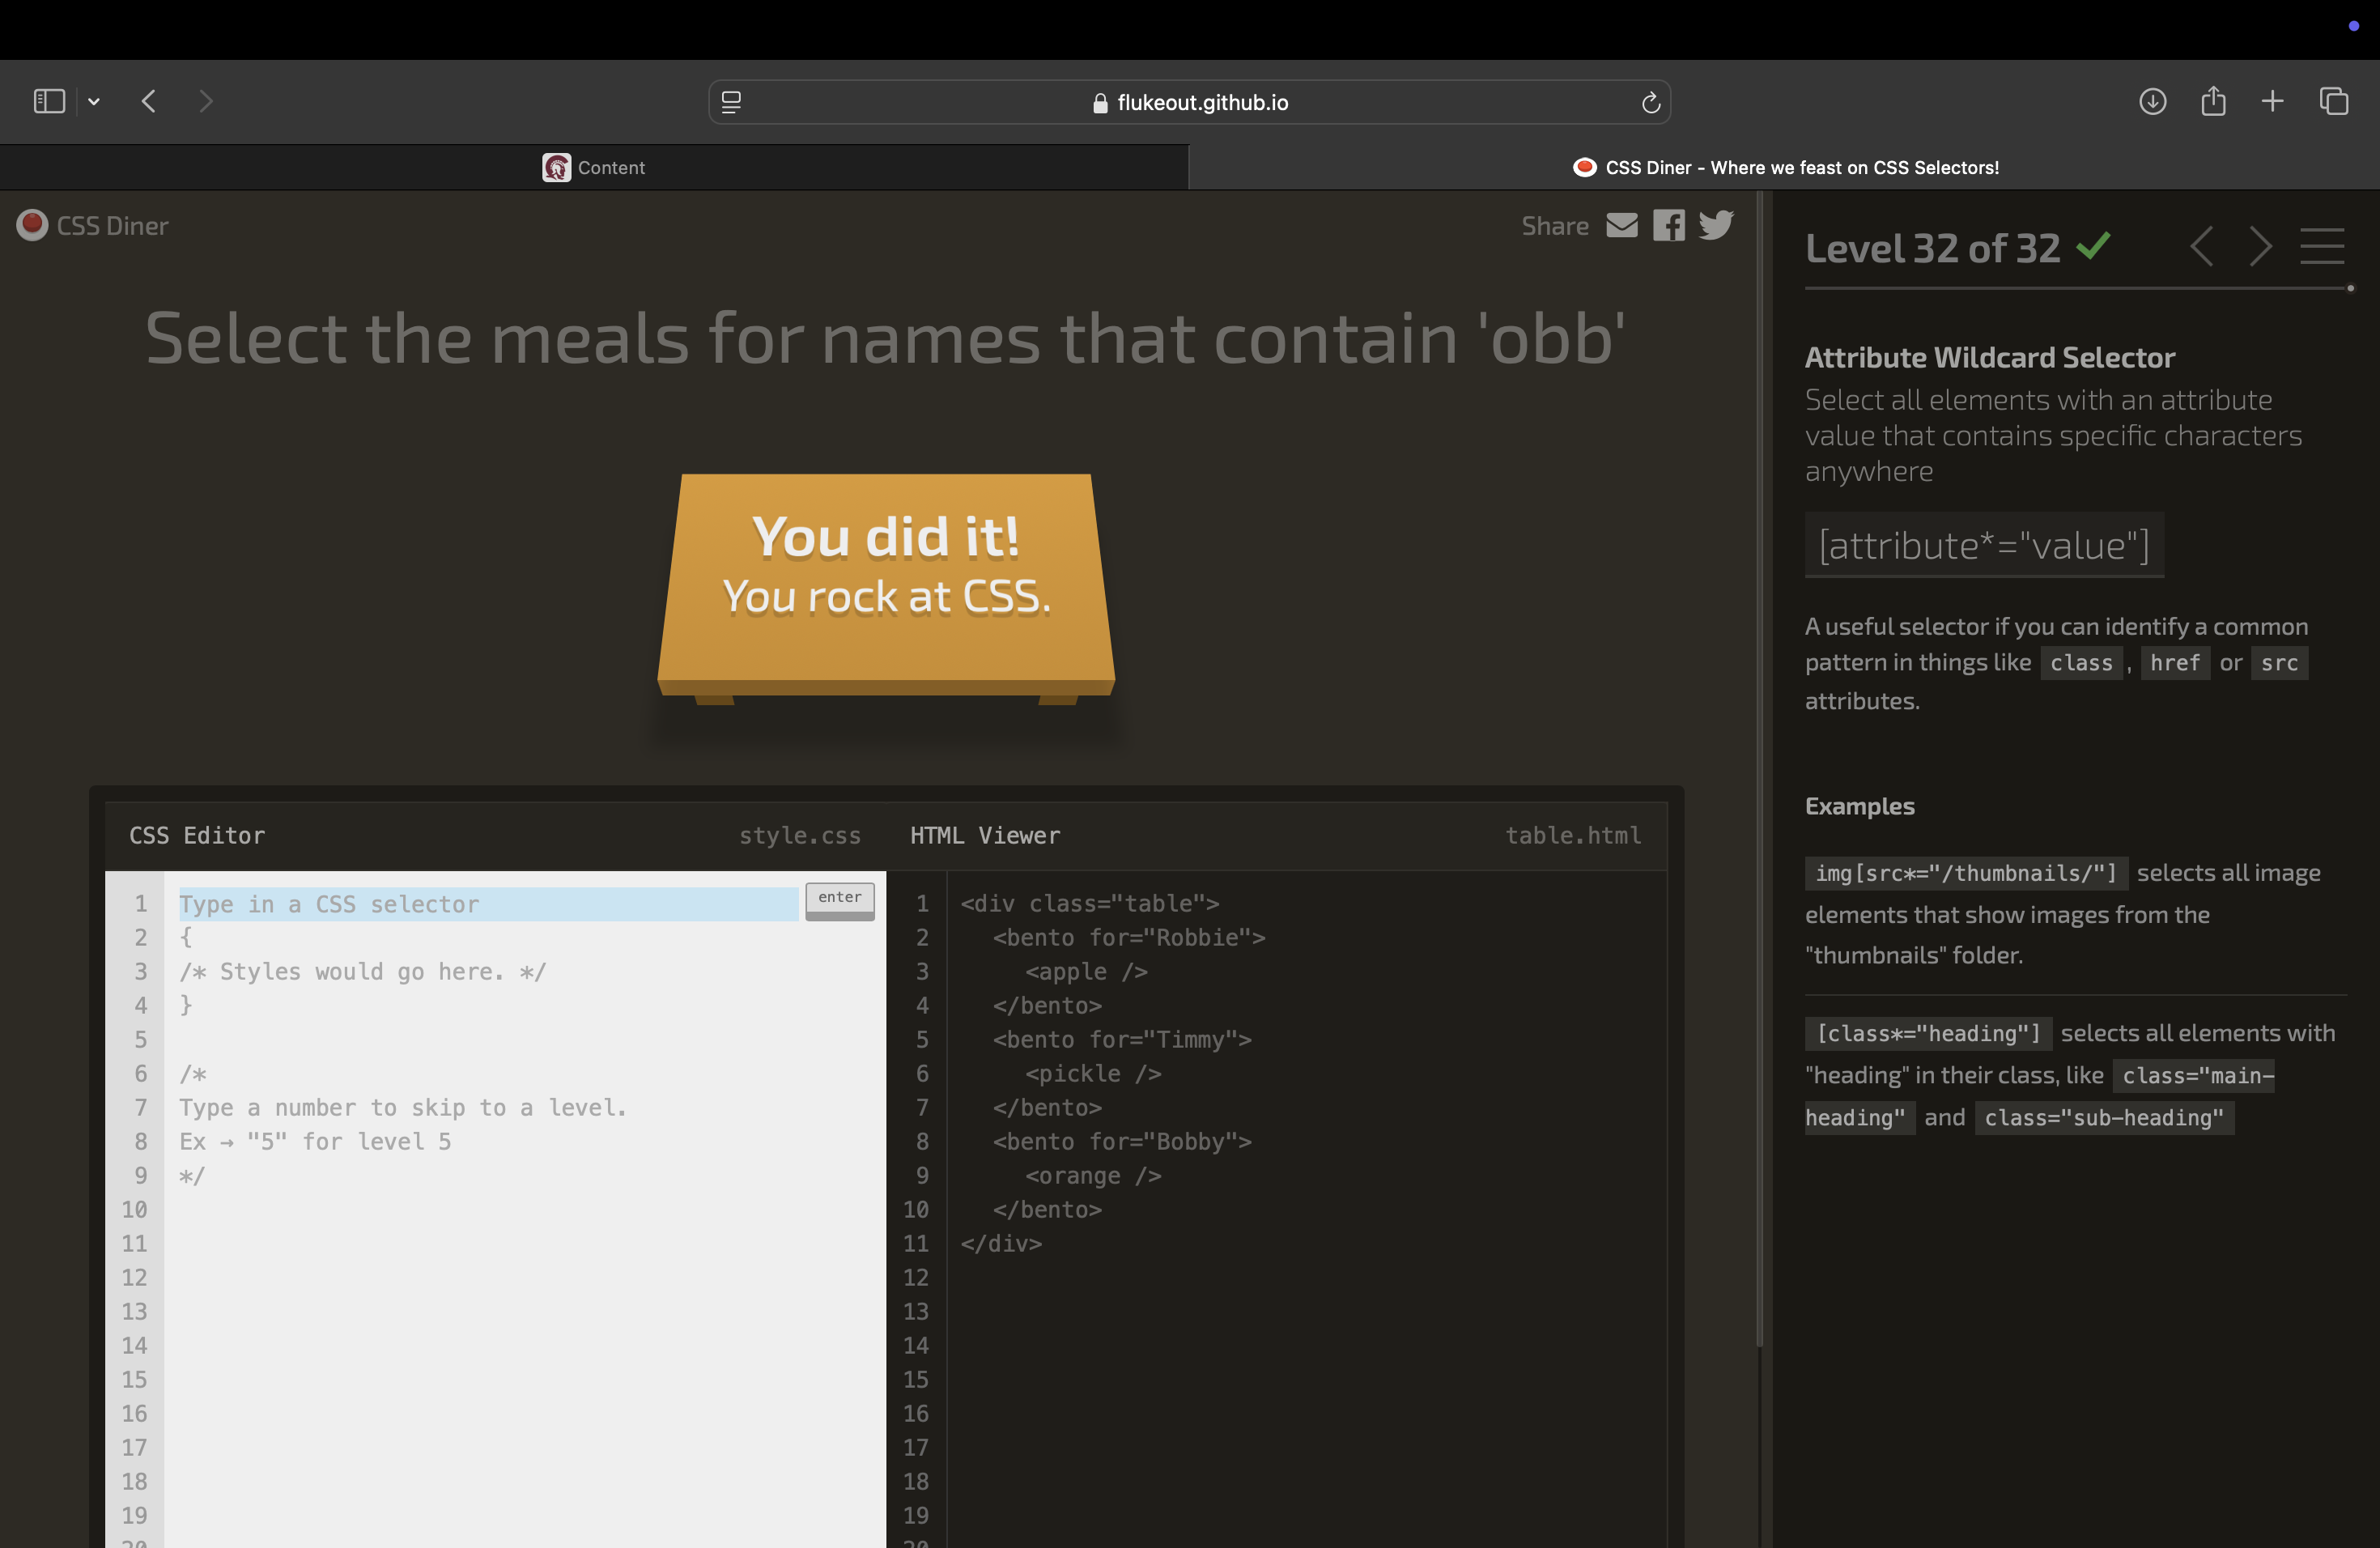 flukeout.github.io
Content
CSS Diner - Where we feast on CSS Selectors!
CSS Diner
Share
Select the meals for names that contain 'obb'
You did it!
You rock at CSS.
CSS Editor
style.css
HTML Viewer
table.html
1 Type in a CSS selector
enter
2 {
3 /* Styles would go here. */
4 }
5
6 /*
7 Type a number to skip to a level.
8 Ex → "5" for level 5
9 */
10
11
12
13
14
15
16
17
18
19
20
1 <div class="table">
2 <bento for="Robbie">
3 <apple />
4 </bento>
5 <bento for="Timmy">
6 <pickle />
7 </bento>
8 <bento for="Bobby">
9 <orange />
10 </bento>
11 </div>
12
13
14
15
16
17
18
19
20
Level 32 of 32
Attribute Wildcard Selector
Select all elements with an attribute
value that contains specific characters
anywhere
[attribute*="value"]
A useful selector if you can identify a common
pattern in things like class , href or src
attributes.
Examples
img[src*="/thumbnails/"] selects all image
elements that show images from the
"thumbnails" folder.
[class*="heading"] selects all elements with
"heading" in their class, like class="main-
heading" and class="sub-heading"